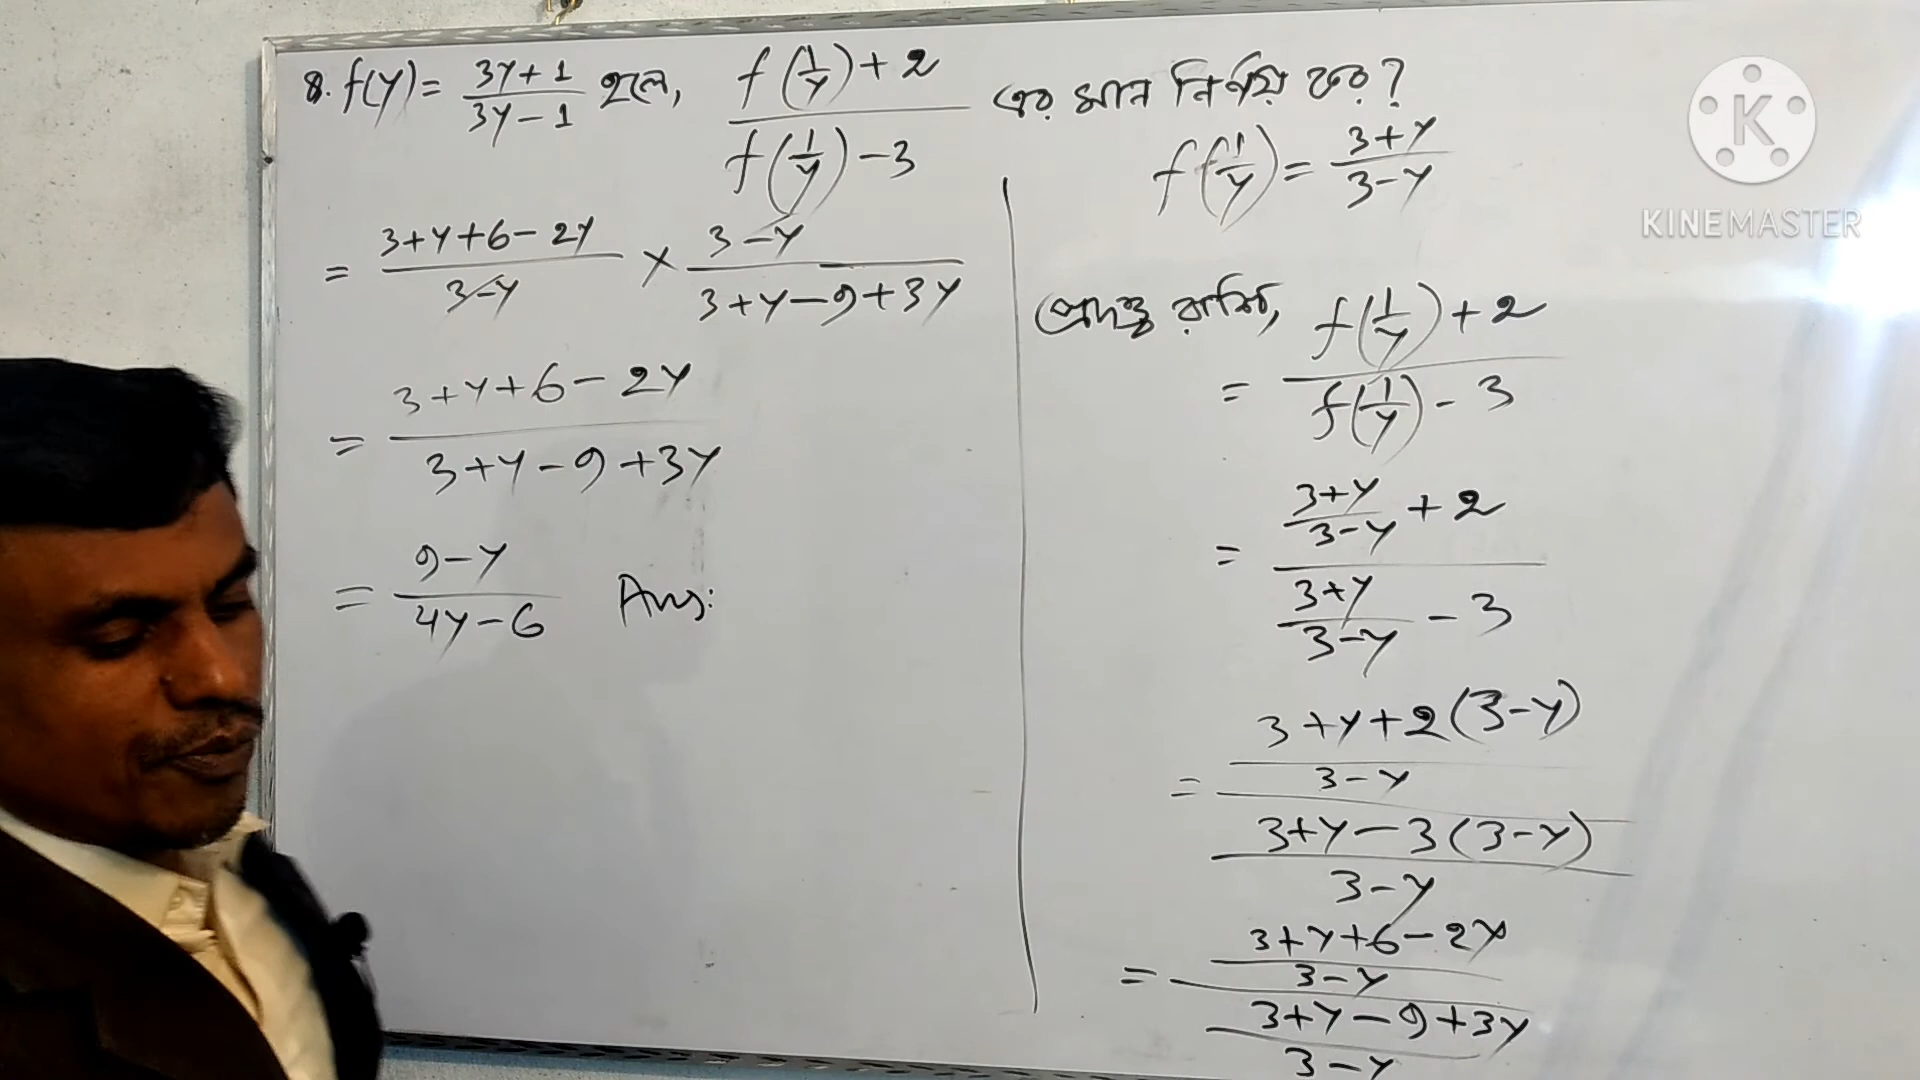 8. f(y) = (3y+1)/(3y-1) হলে, (f(1/y)+2)/(f(1/y)-3) এর মান নির্ণয় কর?
f(1/y) = (3+y)/(3-y)
প্রদত্ত রাশি, = (f(1/y)+2)/(f(1/y)-3)
= ((3+y)/(3-y) + 2)/((3+y)/(3-y) - 3)
= ((3+y+2(3-y))/(3-y))/((3+y-3(3-y))/(3-y))
= ((3+y+6-2y)/(3-y))/((3+y-9+3y)/(3-y))
= (3+y+6-2y)/(3-y) × (3-y)/(3+y-9+3y)
= (3+y+6-2y)/(3+y-9+3y)
= (9-y)/(4y-6) Ans:
K
KINEMASTER